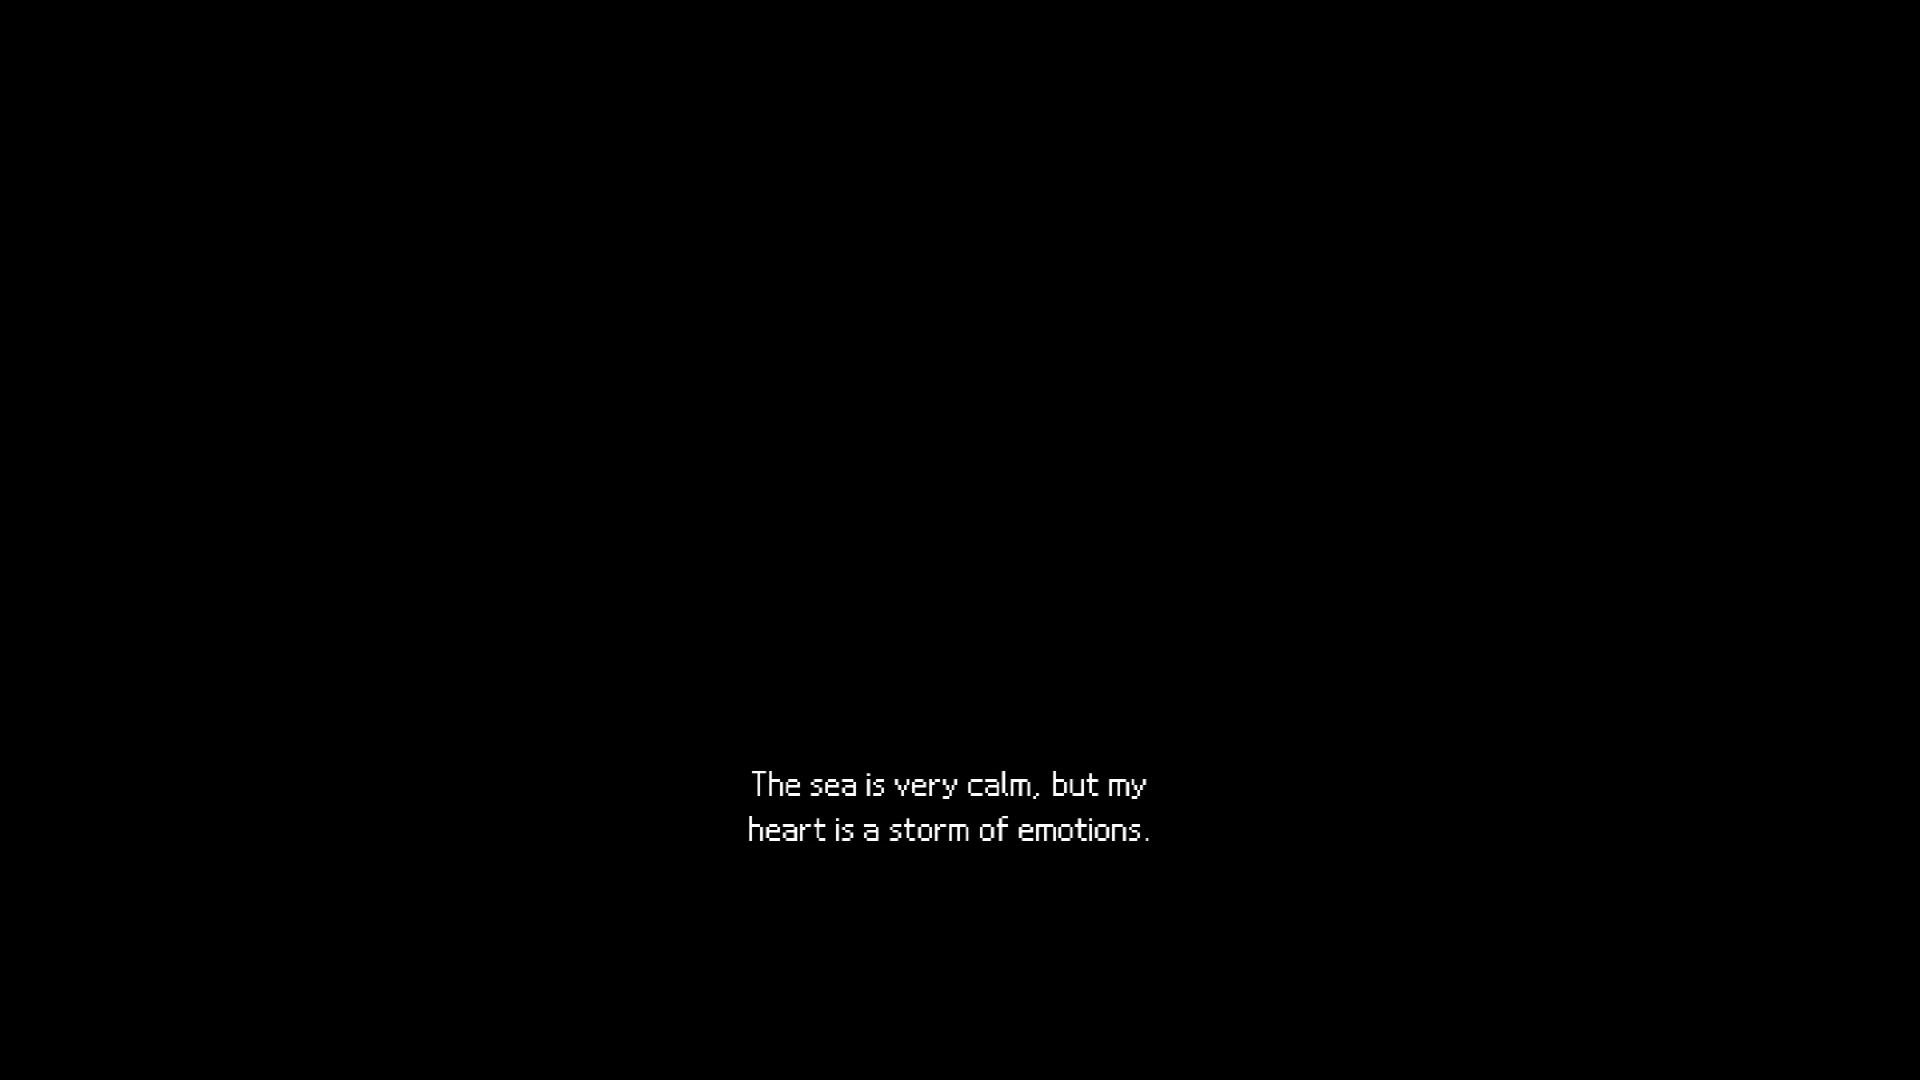 The sea is very calm, but my
heart is a storm of emotions.